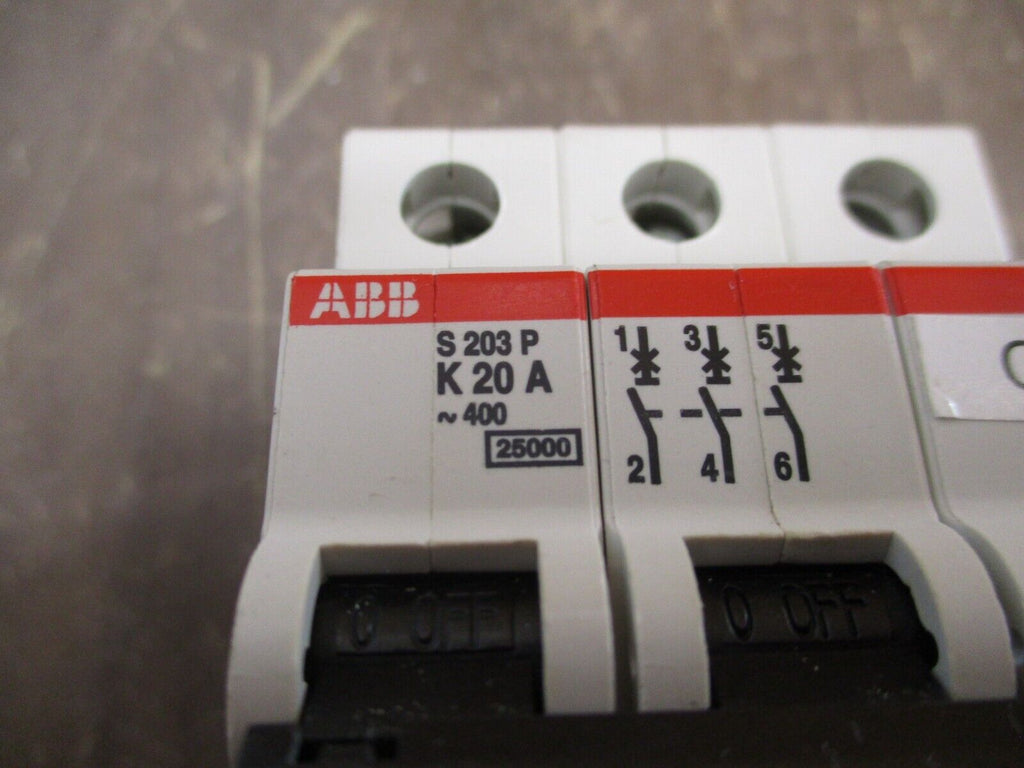 ABB
S 203 P
K 20 A
~ 400
25000
1 3 5
2 4 6
0 OFF
0 OFF